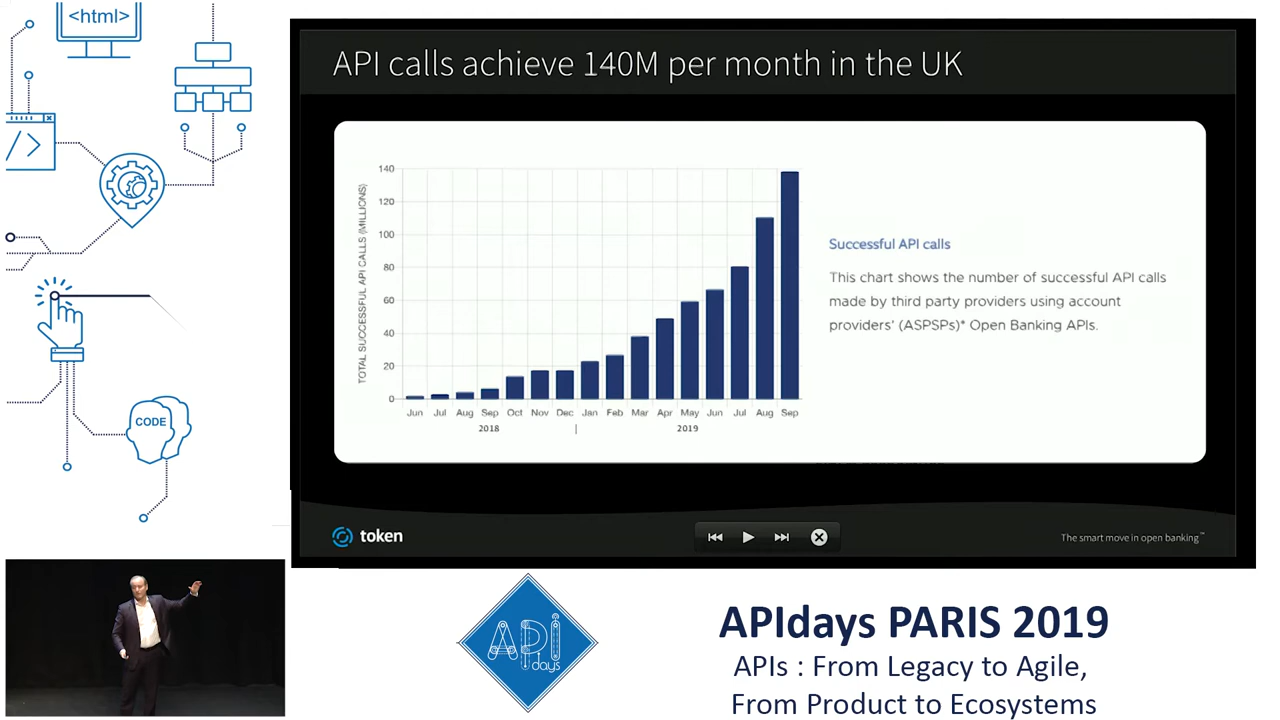 <html>
/>
CODE
API calls achieve 140M per month in the UK
TOTAL SUCCESSFUL API CALLS (MILLIONS)
140
120
100
80
60
40
20
0
Jun Jul Aug Sep Oct Nov Dec Jan Feb Mar Apr May Jun Jul Aug Sep
2018 | 2019
Successful API calls
This chart shows the number of successful API calls
made by third party providers using account
providers' (ASPSPs)* Open Banking APIs.
token
The smart move in open banking™
API
days
APIdays PARIS 2019
APIs : From Legacy to Agile,
From Product to Ecosystems